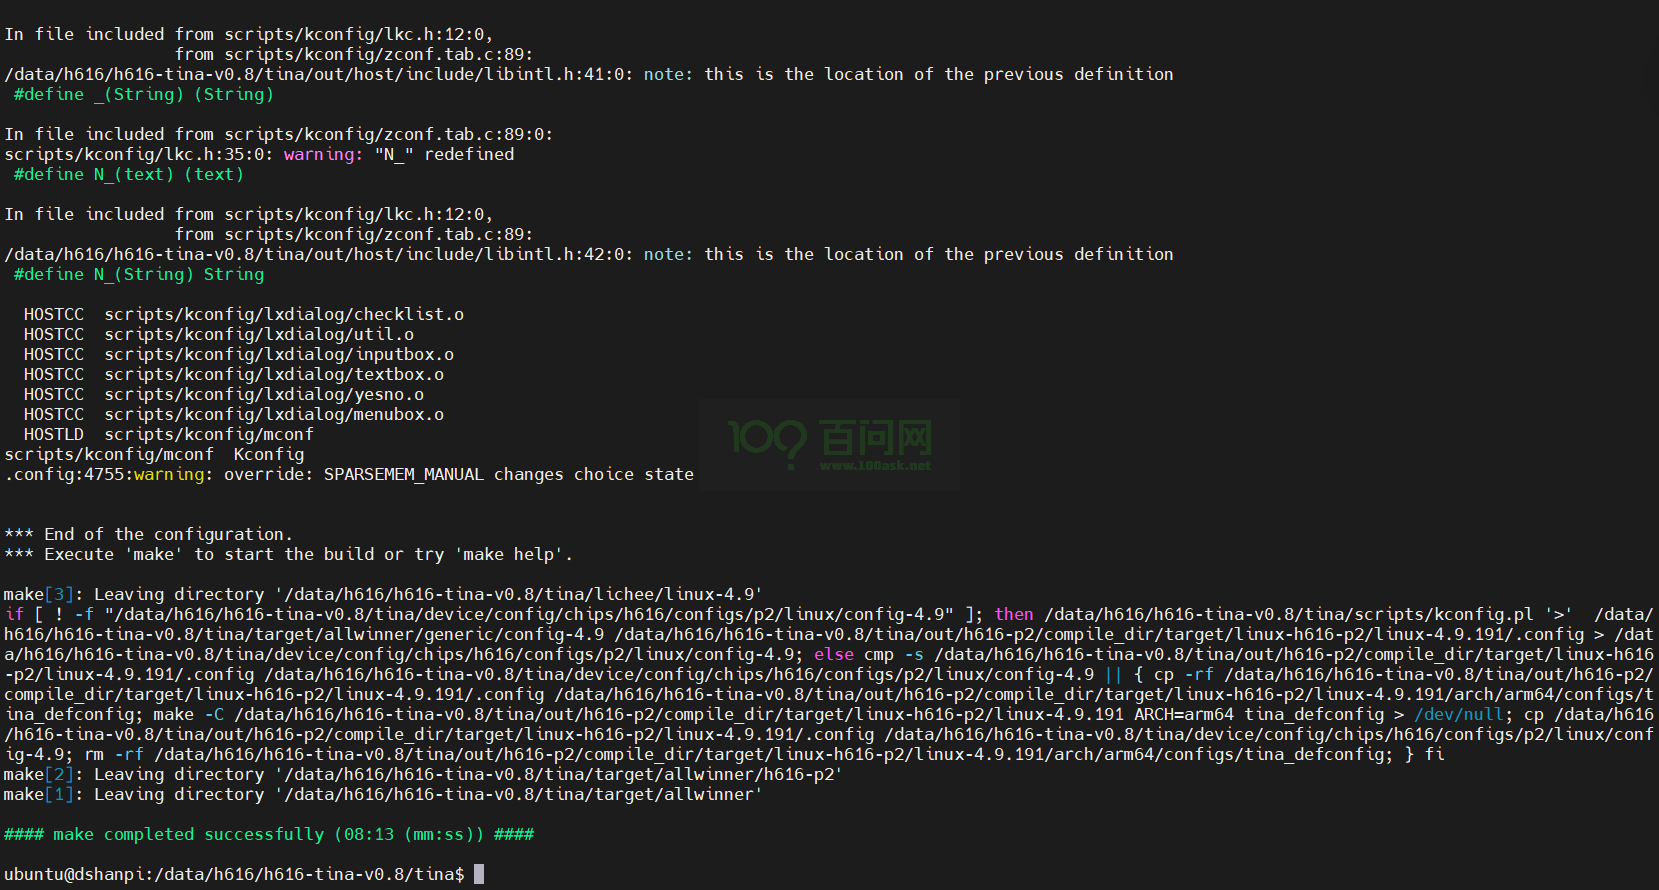 In file included from scripts/kconfig/lkc.h:12:0,
                 from scripts/kconfig/zconf.tab.c:89:
/data/h616/h616-tina-v0.8/tina/out/host/include/libintl.h:41:0: note: this is the location of the previous definition
 #define _(String) (String)

In file included from scripts/kconfig/zconf.tab.c:89:0:
scripts/kconfig/lkc.h:35:0: warning: "N_" redefined
 #define N_(text) (text)

In file included from scripts/kconfig/lkc.h:12:0,
                 from scripts/kconfig/zconf.tab.c:89:
/data/h616/h616-tina-v0.8/tina/out/host/include/libintl.h:42:0: note: this is the location of the previous definition
 #define N_(String) String

  HOSTCC  scripts/kconfig/lxdialog/checklist.o
  HOSTCC  scripts/kconfig/lxdialog/util.o
  HOSTCC  scripts/kconfig/lxdialog/inputbox.o
  HOSTCC  scripts/kconfig/lxdialog/textbox.o
  HOSTCC  scripts/kconfig/lxdialog/yesno.o
  HOSTCC  scripts/kconfig/lxdialog/menubox.o
  HOSTLD  scripts/kconfig/mconf
scripts/kconfig/mconf  Kconfig
.config:4755:warning: override: SPARSEMEM_MANUAL changes choice state
100? 百问网
www.100ask.net

*** End of the configuration.
*** Execute 'make' to start the build or try 'make help'.

make[3]: Leaving directory '/data/h616/h616-tina-v0.8/tina/lichee/linux-4.9'
if [ ! -f "/data/h616/h616-tina-v0.8/tina/device/config/chips/h616/configs/p2/linux/config-4.9" ]; then /data/h616/h616-tina-v0.8/tina/scripts/kconfig.pl '>'  /data/
h616/h616-tina-v0.8/tina/target/allwinner/generic/config-4.9 /data/h616/h616-tina-v0.8/tina/out/h616-p2/compile_dir/target/linux-h616-p2/linux-4.9.191/.config > /dat
a/h616/h616-tina-v0.8/tina/device/config/chips/h616/configs/p2/linux/config-4.9; else cmp -s /data/h616/h616-tina-v0.8/tina/out/h616-p2/compile_dir/target/linux-h616
-p2/linux-4.9.191/.config /data/h616/h616-tina-v0.8/tina/device/config/chips/h616/configs/p2/linux/config-4.9 || { cp -rf /data/h616/h616-tina-v0.8/tina/out/h616-p2/
compile_dir/target/linux-h616-p2/linux-4.9.191/.config /data/h616/h616-tina-v0.8/tina/out/h616-p2/compile_dir/target/linux-h616-p2/linux-4.9.191/arch/arm64/configs/t
ina_defconfig; make -C /data/h616/h616-tina-v0.8/tina/out/h616-p2/compile_dir/target/linux-h616-p2/linux-4.9.191 ARCH=arm64 tina_defconfig > /dev/null; cp /data/h616
/h616-tina-v0.8/tina/out/h616-p2/compile_dir/target/linux-h616-p2/linux-4.9.191/.config /data/h616/h616-tina-v0.8/tina/device/config/chips/h616/configs/p2/linux/conf
ig-4.9; rm -rf /data/h616/h616-tina-v0.8/tina/out/h616-p2/compile_dir/target/linux-h616-p2/linux-4.9.191/arch/arm64/configs/tina_defconfig; } fi
make[2]: Leaving directory '/data/h616/h616-tina-v0.8/tina/target/allwinner/h616-p2'
make[1]: Leaving directory '/data/h616/h616-tina-v0.8/tina/target/allwinner'

#### make completed successfully (08:13 (mm:ss)) ####

ubuntu@dshanpi:/data/h616/h616-tina-v0.8/tina$